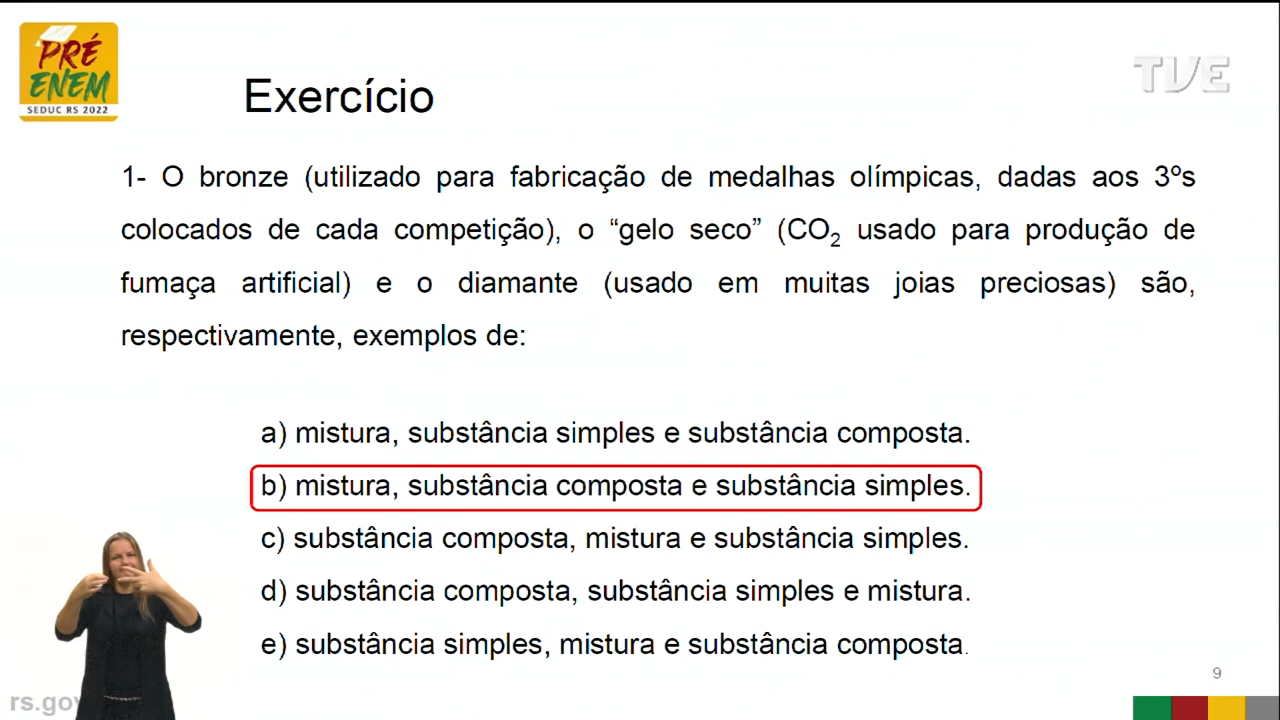 PRÉ
ENEM
SEDUC RS 2022
TVE
Exercício
1- O bronze (utilizado para fabricação de medalhas olímpicas, dadas aos 3ºs
colocados de cada competição), o “gelo seco” (CO₂ usado para produção de
fumaça artificial) e o diamante (usado em muitas joias preciosas) são,
respectivamente, exemplos de:
a) mistura, substância simples e substância composta.
b) mistura, substância composta e substância simples.
c) substância composta, mistura e substância simples.
d) substância composta, substância simples e mistura.
e) substância simples, mistura e substância composta.
9
rs.gov